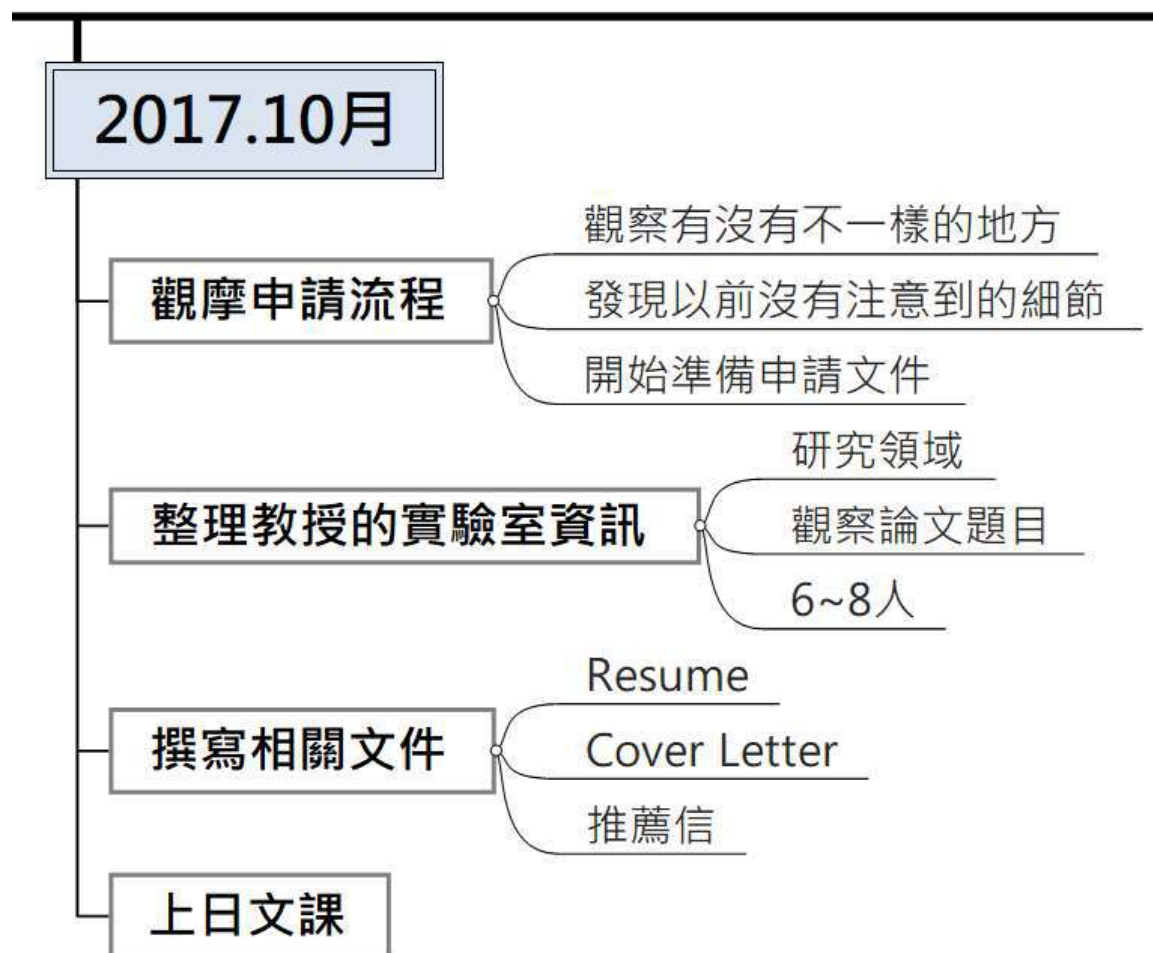 2017.10月
觀摩申請流程
觀察有沒有不一樣的地方
發現以前沒有注意到的細節
開始準備申請文件
整理教授的實驗室資訊
研究領域
觀察論文題目
6~8人
撰寫相關文件
Resume
Cover Letter
推薦信
上日文課